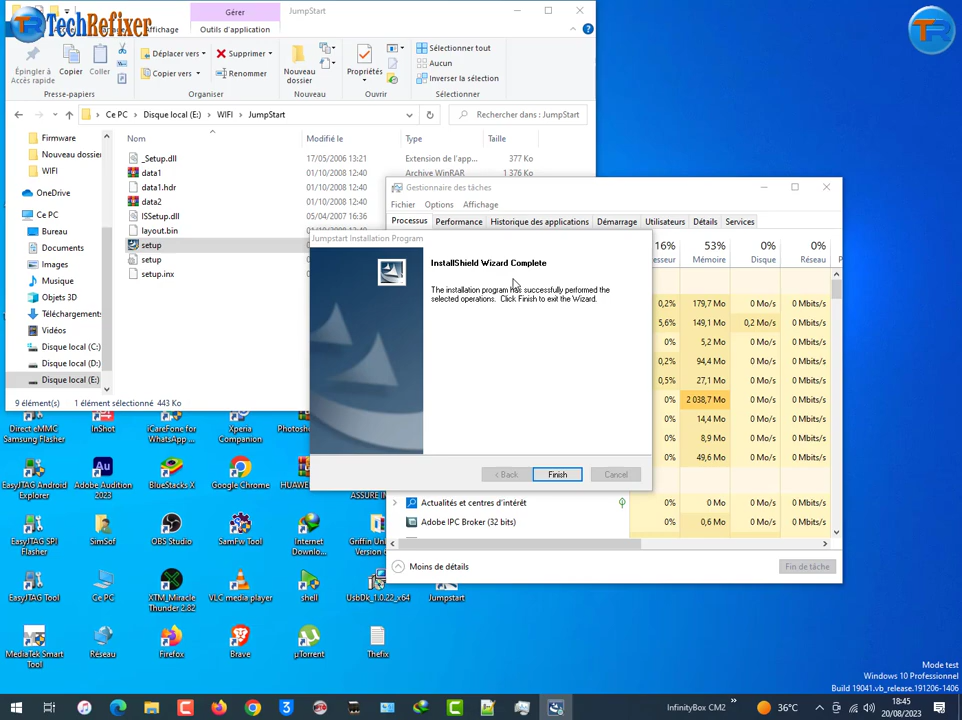 TechRefixer
Gérer
JumpStart
Affichage
Outils d'application
Épingler à
Accès rapide
Copier
Coller
Déplacer vers
Copier vers
Supprimer
Renommer
Nouveau
dossier
Propriétés
Sélectionner tout
Aucun
Inverser la sélection
Presse-papiers
Organiser
Nouveau
Ouvrir
Sélectionner
Ce PC
Disque local (E:)
WIFI
JumpStart
Rechercher dans : JumpStart
Nom
Modifié le
Type
Taille
Firmware
Nouveau dossie
WIFI
OneDrive
Ce PC
Bureau
Documents
Images
Musique
Objets 3D
Téléchargements
Vidéos
Disque local (C:)
Disque local (D:)
Disque local (E:)
_Setup.dll
17/05/2006 13:21
Extension de l'app...
377 Ko
data1
01/10/2008 12:40
Archive WinRAR
1 376 Ko
data1.hdr
01/10/2008 12:40
data2
01/10/2008 12:40
ISSetup.dll
5/04/2007 16:36
layout.bin
setup
setup
setup.inx
9 élément(s)
1 élément sélectionné 443 Ko
Gestionnaire des tâches
Fichier
Options
Affichage
Processus
Performance
Historique des applications
Démarrage
Utilisateurs
Détails
Services
16%
53%
0%
0%
esseur
Mémoire
Disque
Réseau
0,2%
179,7 Mo
0 Mo/s
0 Mbits/s
5,6%
149,1 Mo
0,2 Mo/s
0 Mbits/s
0%
5,2 Mo
0 Mo/s
0 Mbits/s
0,2%
94,4 Mo
0 Mo/s
0 Mbits/s
0,5%
27,1 Mo
0 Mo/s
0 Mbits/s
0%
2 038,7 Mo
0 Mo/s
0 Mbits/s
0%
14,4 Mo
0 Mo/s
0 Mbits/s
0%
8,9 Mo
0 Mo/s
0 Mbits/s
0%
49,6 Mo
0 Mo/s
0 Mbits/s
Actualités et centres d'intérêt
0%
0 Mo
0 Mo/s
0 Mbits/s
Adobe IPC Broker (32 bits)
0%
0,6 Mo
0 Mo/s
0 Mbits/s
Moins de détails
Fin de tâche
Jumpstart Installation Program
InstallShield Wizard Complete
The installation program has successfully performed the
selected operations. Click Finish to exit the Wizard.
< Back
Finish
Cancel
Direct eMMC
Samsung Flasher
InShot
iCareFone for
WhatsApp ...
Xperia
Companion
EasyJTAG Android
Explorer
Adobe Audition
2023
BlueStacks X
Google Chrome
EasyJTAG SPI
Flasher
SimSof
OBS Studio
SamFw Tool
Internet
Downlo...
EasyJTAG Tool
Ce PC
XTM_Miracle
Thunder 2.82
VLC media player
shell
UsbDk_1.0.22_x64
Jumpstart
MediaTek Smart
Tool
Réseau
Firefox
Brave
µTorrent
Thefix
Mode test
Windows 10 Professionnel
Build 19041.vb_release.191206-1406
InfinityBox CM2
36°C
18:45
20/08/2023